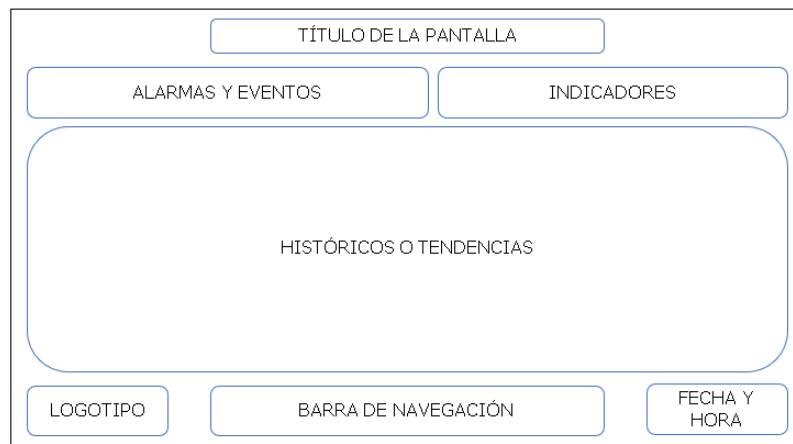 TÍTULO DE LA PANTALLA
ALARMAS Y EVENTOS
INDICADORES
HISTÓRICOS O TENDENCIAS
LOGOTIPO
BARRA DE NAVEGACIÓN
FECHA Y
HORA